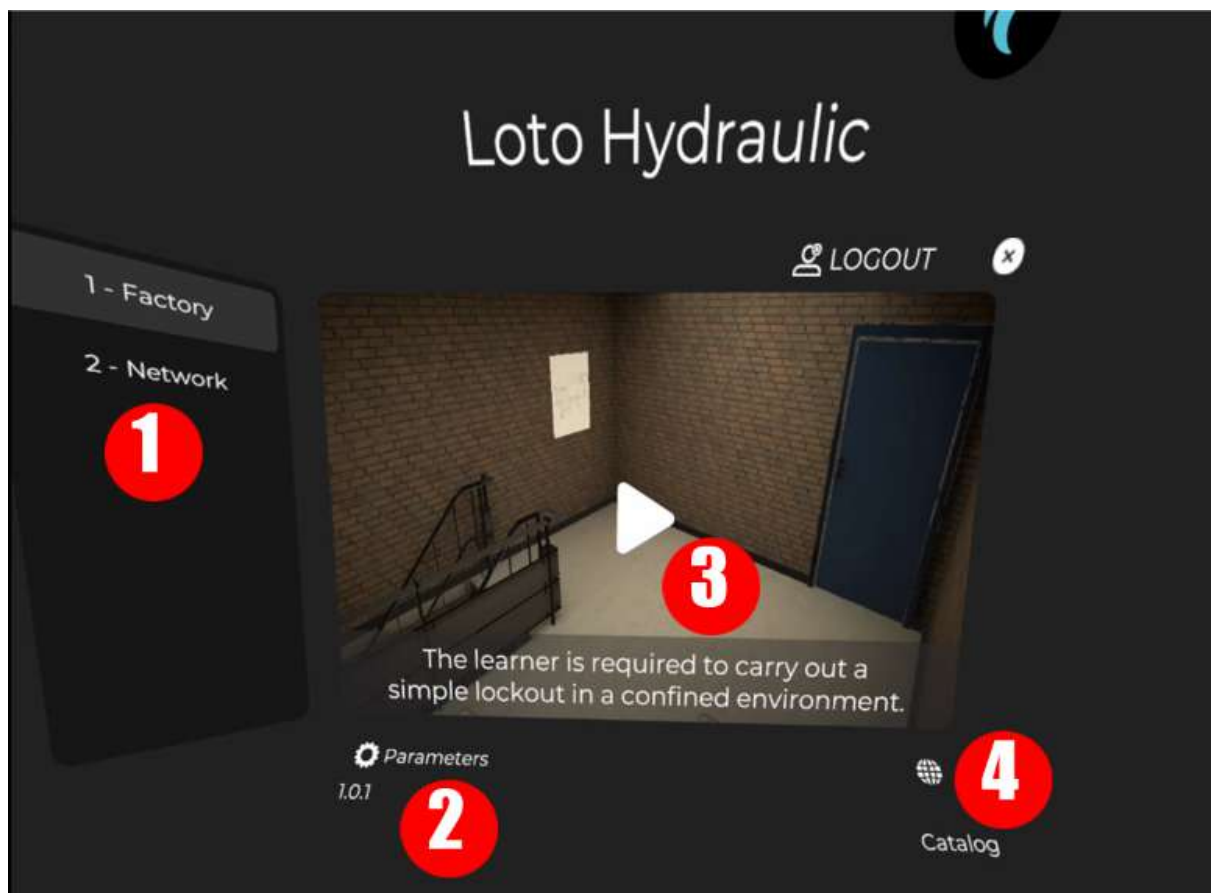 Loto Hydraulic
LOGOUT
1 - Factory
2 - Network
1
3
The learner is required to carry out a
simple lockout in a confined environment.
Parameters
1.0.1
2
4
Catalog